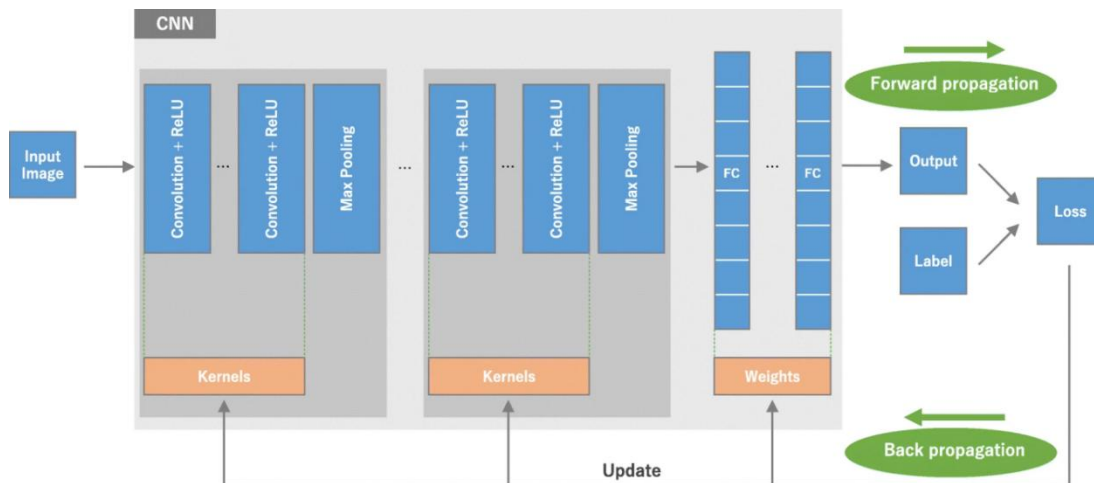 CNN
Input
Image
Convolution + ReLU
...
Convolution + ReLU
Max Pooling
...
Convolution + ReLU
...
Convolution + ReLU
Max Pooling
FC
...
FC
Forward propagation
Output
Label
Loss
Kernels
Kernels
Weights
Back propagation
Update